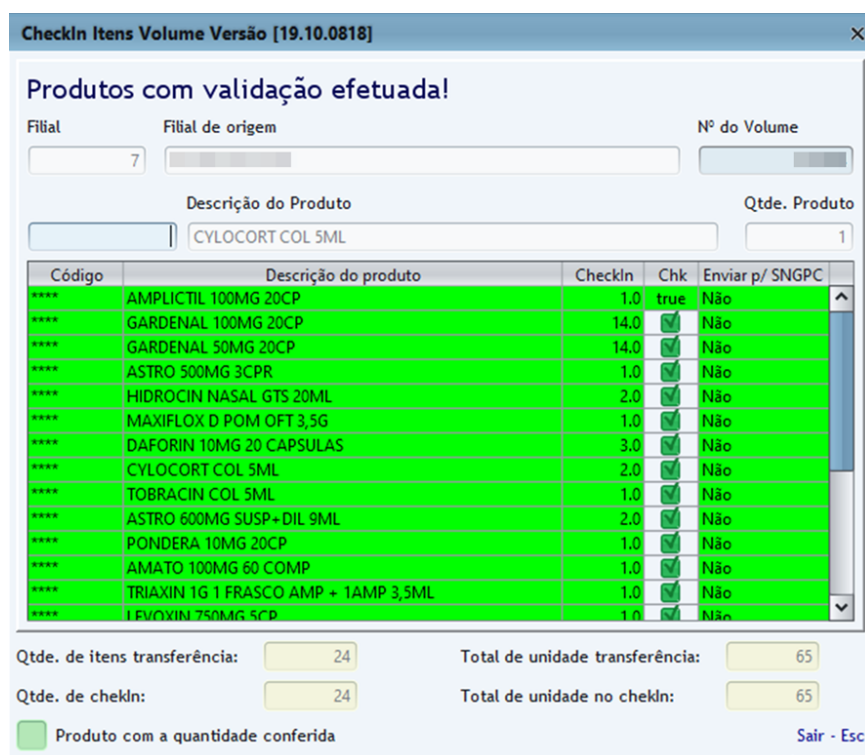 CheckIn Itens Volume Versão [19.10.0818]
Produtos com validação efetuada!
Filial Filial de origem Nº do Volume
7
Descrição do Produto Qtde. Produto
CYLOCORT COL 5ML 1
Código Descrição do produto CheckIn Chk Enviar p/ SNGPC
**** AMPLICTIL 100MG 20CP 1.0 true Não
**** GARDENAL 100MG 20CP 14.0 Não
**** GARDENAL 50MG 20CP 14.0 Não
**** ASTRO 500MG 3CPR 1.0 Não
**** HIDROCIN NASAL GTS 20ML 2.0 Não
**** MAXIFLOX D POM OFT 3,5G 1.0 Não
**** DAFORIN 10MG 20 CAPSULAS 3.0 Não
**** CYLOCORT COL 5ML 2.0 Não
**** TOBRACIN COL 5ML 1.0 Não
**** ASTRO 600MG SUSP+DIL 9ML 2.0 Não
**** PONDERA 10MG 20CP 1.0 Não
**** AMATO 100MG 60 COMP 1.0 Não
**** TRIAXIN 1G 1 FRASCO AMP + 1AMP 3,5ML 1.0 Não
**** LEVOXIN 750MG 5CP 1.0 Não
Qtde. de itens transferência: 24 Total de unidade transferência: 65
Qtde. de chekIn: 24 Total de unidade no chekIn: 65
Produto com a quantidade conferida Sair - Esc